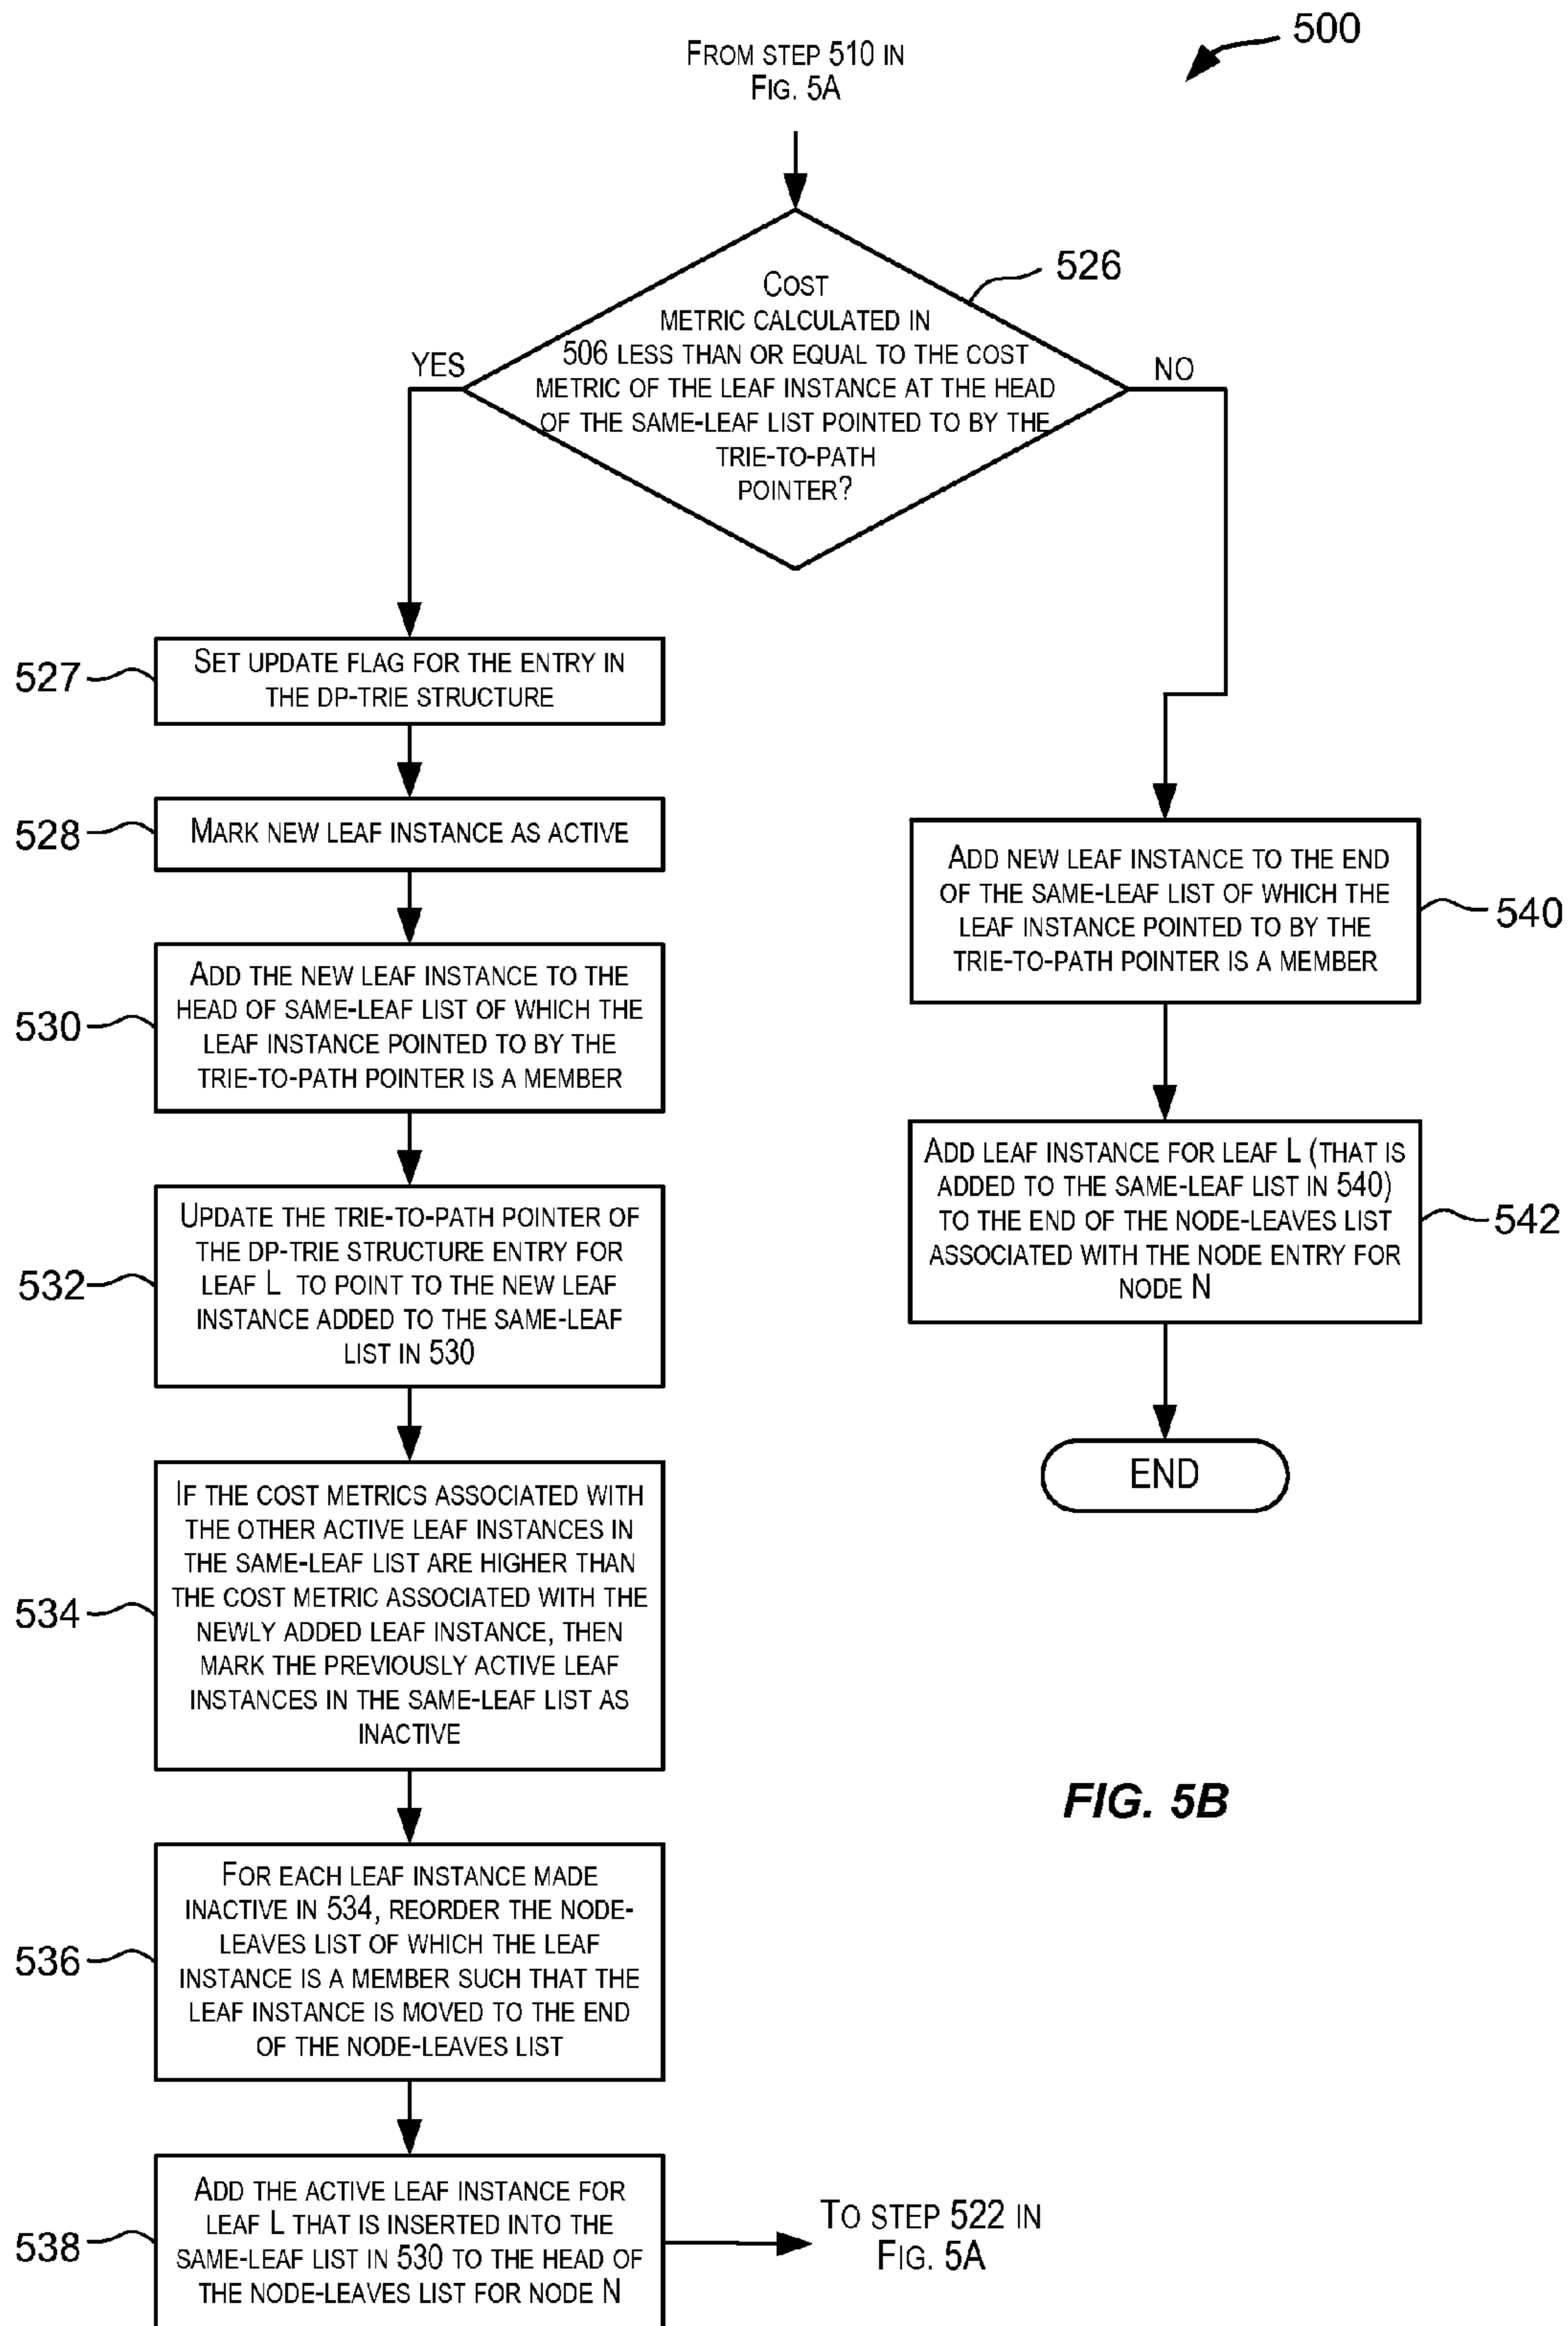 500
FROM STEP 510 IN
FIG. 5A
526
COST
METRIC CALCULATED IN
506 LESS THAN OR EQUAL TO THE COST
METRIC OF THE LEAF INSTANCE AT THE HEAD
OF THE SAME-LEAF LIST POINTED TO BY THE
TRIE-TO-PATH
POINTER?
YES
NO
527
SET UPDATE FLAG FOR THE ENTRY IN
THE DP-TRIE STRUCTURE
528
MARK NEW LEAF INSTANCE AS ACTIVE
530
ADD THE NEW LEAF INSTANCE TO THE
HEAD OF SAME-LEAF LIST OF WHICH THE
LEAF INSTANCE POINTED TO BY THE
TRIE-TO-PATH POINTER IS A MEMBER
532
UPDATE THE TRIE-TO-PATH POINTER OF
THE DP-TRIE STRUCTURE ENTRY FOR
LEAF L TO POINT TO THE NEW LEAF
INSTANCE ADDED TO THE SAME-LEAF
LIST IN 530
534
IF THE COST METRICS ASSOCIATED WITH
THE OTHER ACTIVE LEAF INSTANCES IN
THE SAME-LEAF LIST ARE HIGHER THAN
THE COST METRIC ASSOCIATED WITH THE
NEWLY ADDED LEAF INSTANCE, THEN
MARK THE PREVIOUSLY ACTIVE LEAF
INSTANCES IN THE SAME-LEAF LIST AS
INACTIVE
536
FOR EACH LEAF INSTANCE MADE
INACTIVE IN 534, REORDER THE NODE-
LEAVES LIST OF WHICH THE LEAF
INSTANCE IS A MEMBER SUCH THAT THE
LEAF INSTANCE IS MOVED TO THE END
OF THE NODE-LEAVES LIST
538
ADD THE ACTIVE LEAF INSTANCE FOR
LEAF L THAT IS INSERTED INTO THE
SAME-LEAF LIST IN 530 TO THE HEAD OF
THE NODE-LEAVES LIST FOR NODE N
TO STEP 522 IN
FIG. 5A
ADD NEW LEAF INSTANCE TO THE END
OF THE SAME-LEAF LIST OF WHICH THE
LEAF INSTANCE POINTED TO BY THE
TRIE-TO-PATH POINTER IS A MEMBER
540
ADD LEAF INSTANCE FOR LEAF L (THAT IS
ADDED TO THE SAME-LEAF LIST IN 540)
TO THE END OF THE NODE-LEAVES LIST
ASSOCIATED WITH THE NODE ENTRY FOR
NODE N
542
END
FIG. 5B